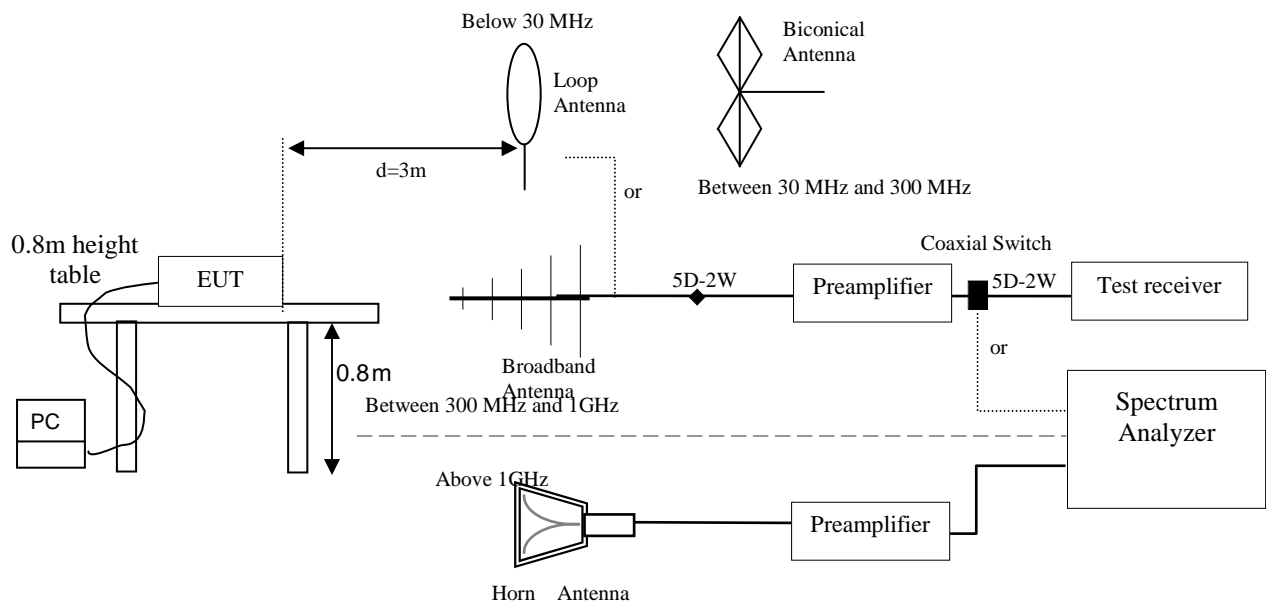 Below 30 MHz
Biconical
Antenna
Loop
Antenna
d=3m
or
Between 30 MHz and 300 MHz
0.8m height
table
EUT
Coaxial Switch
5D-2W
Preamplifier
5D-2W
Test receiver
or
Broadband
Antenna
0.8m
Between 300 MHz and 1GHz
PC
Spectrum
Analyzer
Above 1GHz
Preamplifier
Horn Antenna